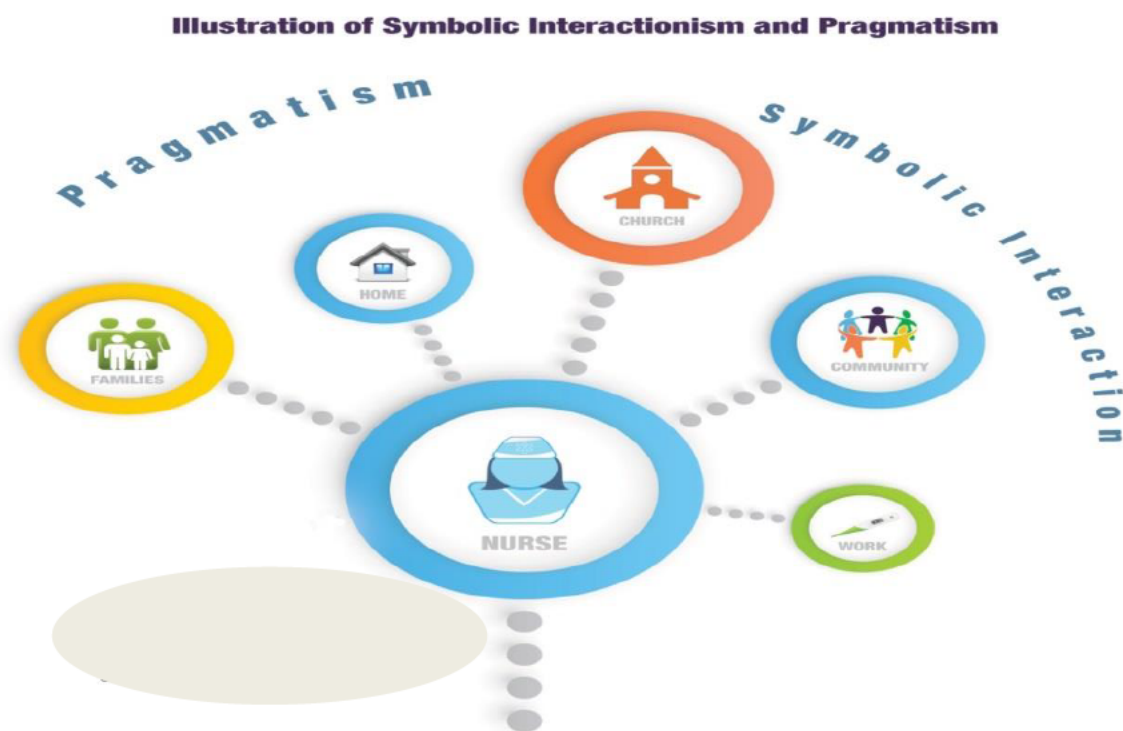 Illustration of Symbolic Interactionism and Pragmatism
Pragmatism
Symbolic Interaction
CHURCH
HOME
FAMILIES
COMMUNITY
NURSE
WORK